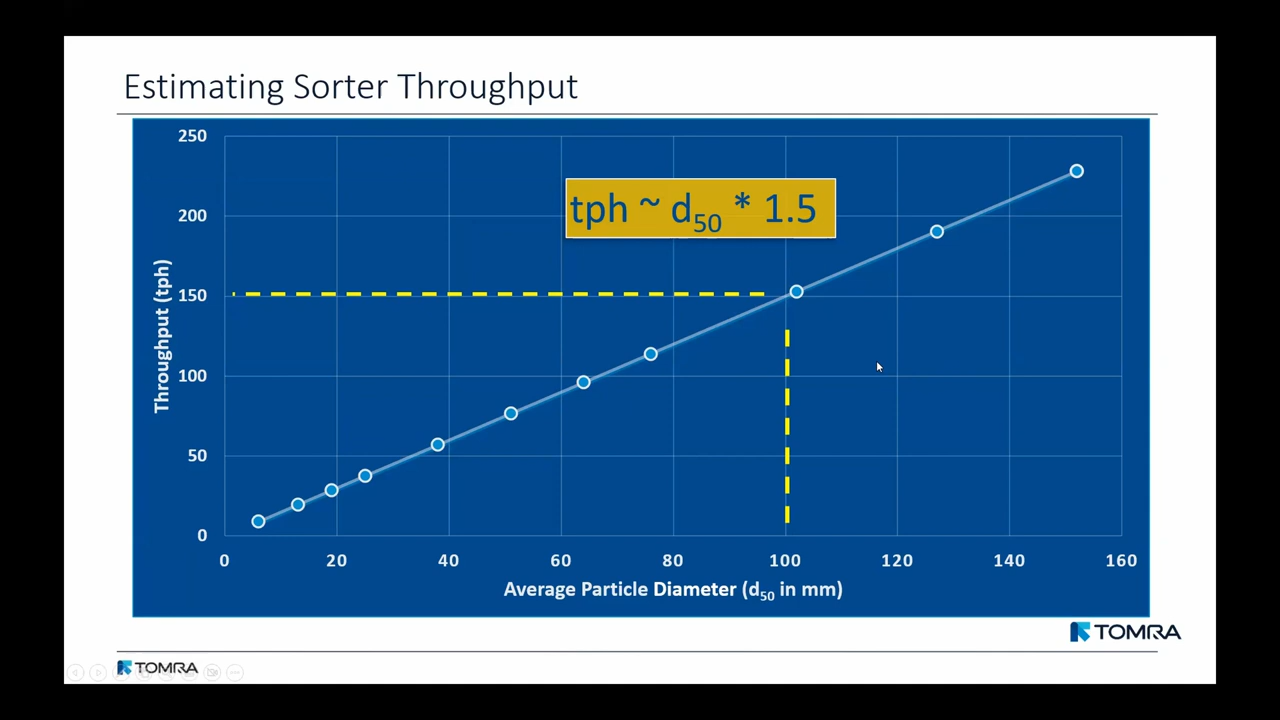 Estimating Sorter Throughput
250
200
150
100
50
0
Throughput (tph)
tph ~ d₅₀ * 1.5
0 20 40 60 80 100 120 140 160
Average Particle Diameter (d₅₀ in mm)
TOMRA
TOMRA